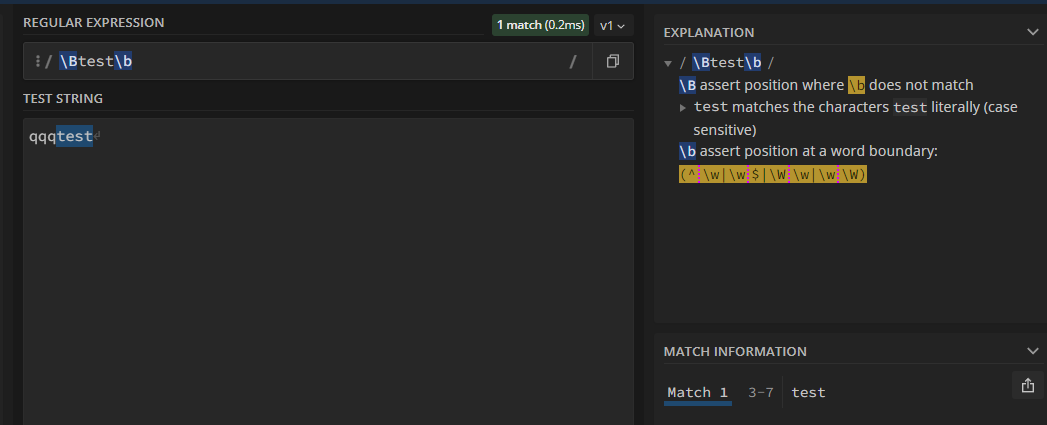 REGULAR EXPRESSION
1 match (0.2ms)
v1
/ \Btest\b /
TEST STRING
qqqtest
EXPLANATION
/ \Btest\b /
\B assert position where \b does not match
test matches the characters test literally (case
sensitive)
\b assert position at a word boundary:
(^\w|\w$|\W\w|\w\W)
MATCH INFORMATION
Match 1 3-7 test